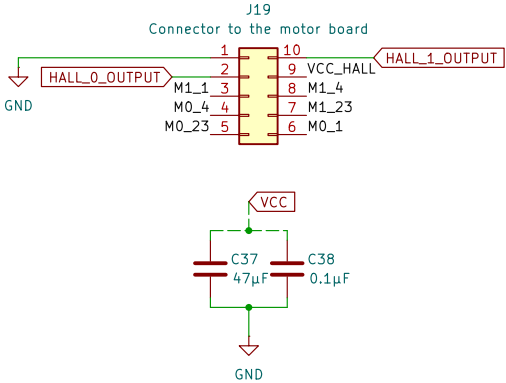 J19
Connector to the motor board
1 10 HALL_1_OUTPUT
HALL_0_OUTPUT 2 9 VCC_HALL
GND M1_1 3 8 M1_4
M0_4 4 7 M1_23
M0_23 5 6 M0_1
VCC
C37 C38
47μF 0.1μF
GND